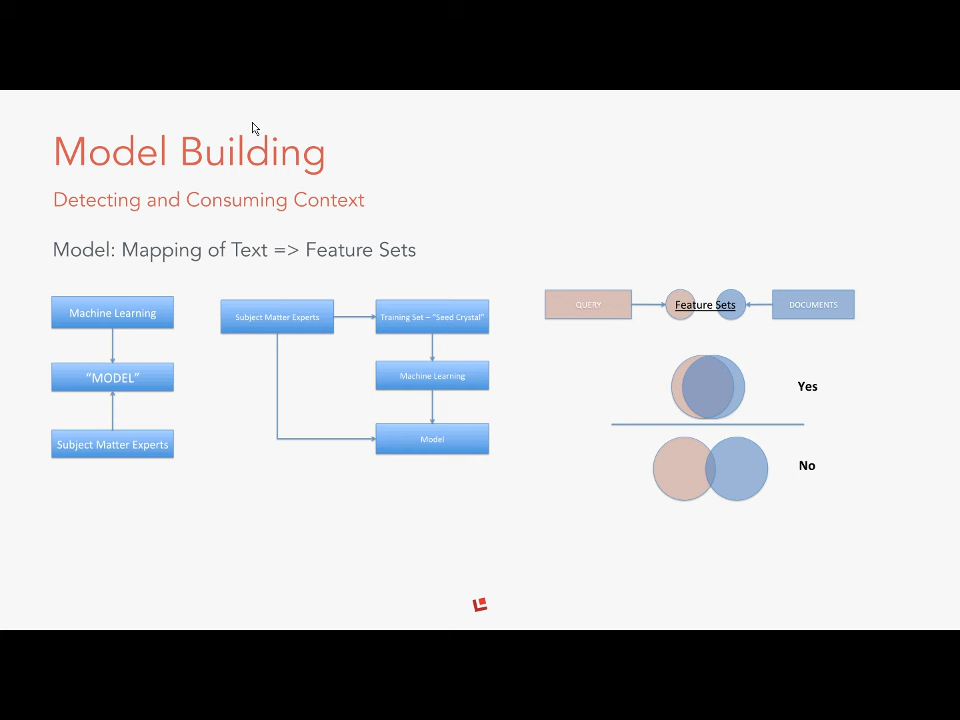 Model Building
Detecting and Consuming Context
Model: Mapping of Text => Feature Sets
Machine Learning
“MODEL”
Subject Matter Experts
Subject Matter Experts
Training Set – “Seed Crystal”
Machine Learning
Model
QUERY
Feature Sets
DOCUMENTS
Yes
No